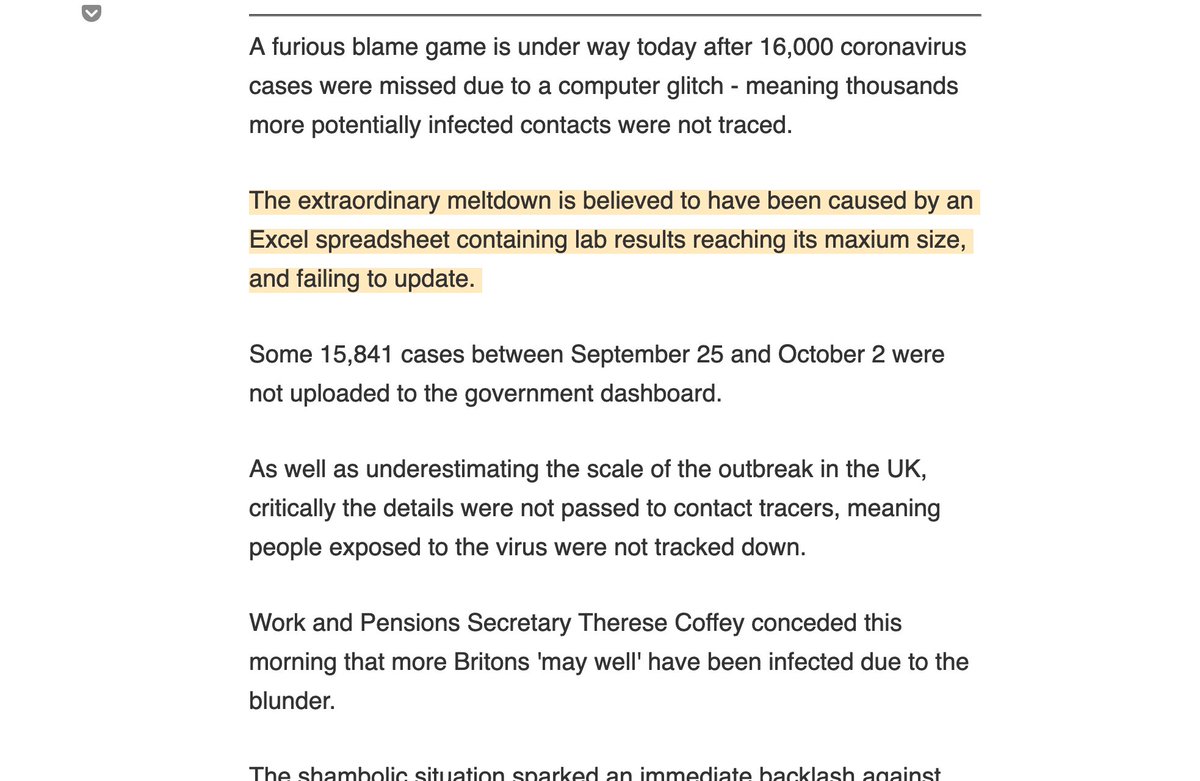 A furious blame game is under way today after 16,000 coronavirus
cases were missed due to a computer glitch - meaning thousands
more potentially infected contacts were not traced.
The extraordinary meltdown is believed to have been caused by an
Excel spreadsheet containing lab results reaching its maxium size,
and failing to update.
Some 15,841 cases between September 25 and October 2 were
not uploaded to the government dashboard.
As well as underestimating the scale of the outbreak in the UK,
critically the details were not passed to contact tracers, meaning
people exposed to the virus were not tracked down.
Work and Pensions Secretary Therese Coffey conceded this
morning that more Britons 'may well' have been infected due to the
blunder.
The shambolic situation sparked an immediate backlash against